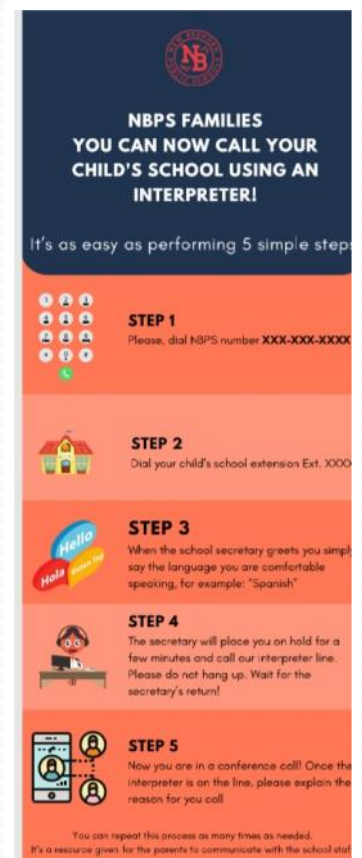 NB
NBPS FAMILIES
YOU CAN NOW CALL YOUR
CHILD'S SCHOOL USING AN
INTERPRETER!
It's as easy as performing 5 simple steps
STEP 1
Please, dial NBPS number XXX-XXX-XXXX
STEP 2
Dial your child's school extension Ext. XXXX
STEP 3
Hello
Hola
Guten Tag
When the school secretary greets you simply
say the language you are comfortable
speaking, for example: "Spanish"
STEP 4
The secretary will place you on hold for a
few minutes and call our interpreter line.
Please do not hang up. Wait for the
secretary's return!
STEP 5
Now you are in a conference call! Once the
interpreter is on the line, please explain the
reason for you call
You can repeat this process as many times as needed.
It's a resource given for the parents to communicate with the school staf